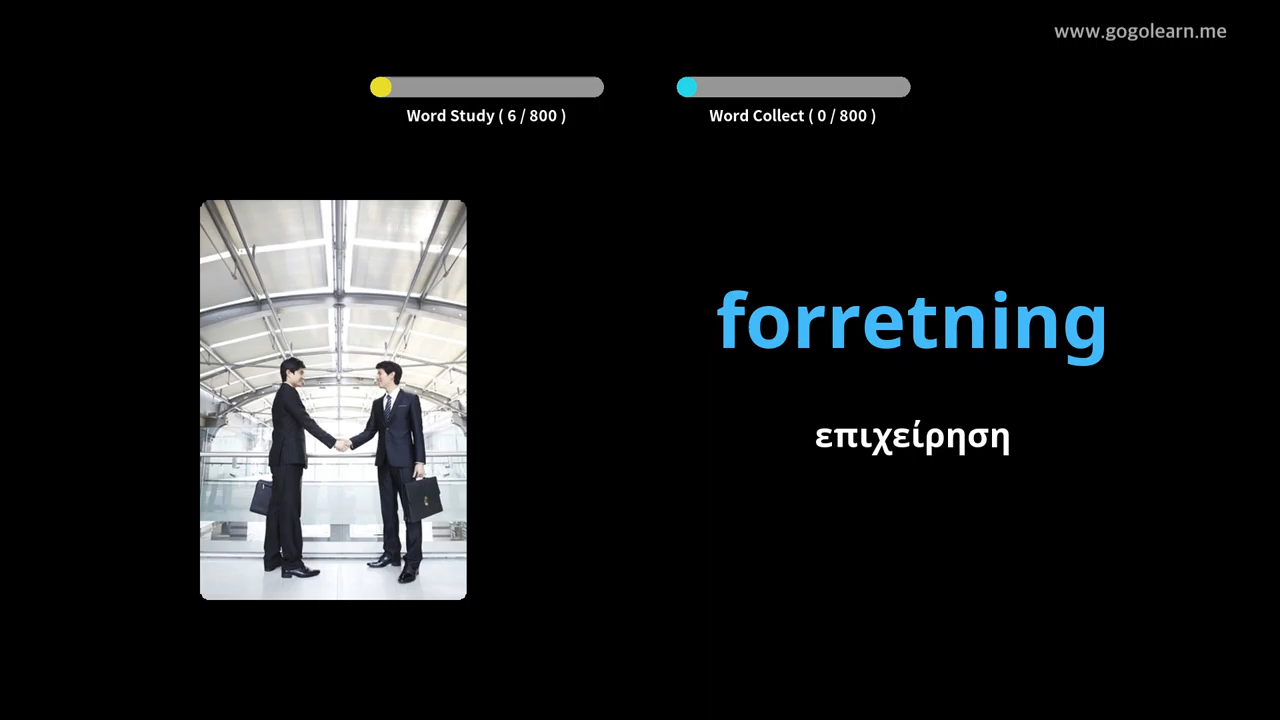 www.gogolearn.me
Word Study ( 6 / 800 )
Word Collect ( 0 / 800 )
forretning
επιχείρηση